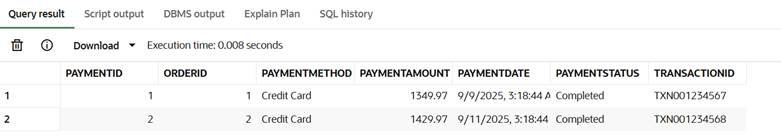 Query result Script output DBMS output Explain Plan SQL history
Download Execution time: 0.008 seconds
PAYMENTID ORDERID PAYMENTMETHOD PAYMENTAMOUNT PAYMENTDATE PAYMENTSTATUS TRANSACTIONID
1 1 1 Credit Card 1349.97 9/9/2025, 3:18:44 A Completed TXN001234567
2 2 2 Credit Card 1429.97 9/11/2025, 3:18:44 Completed TXN001234568